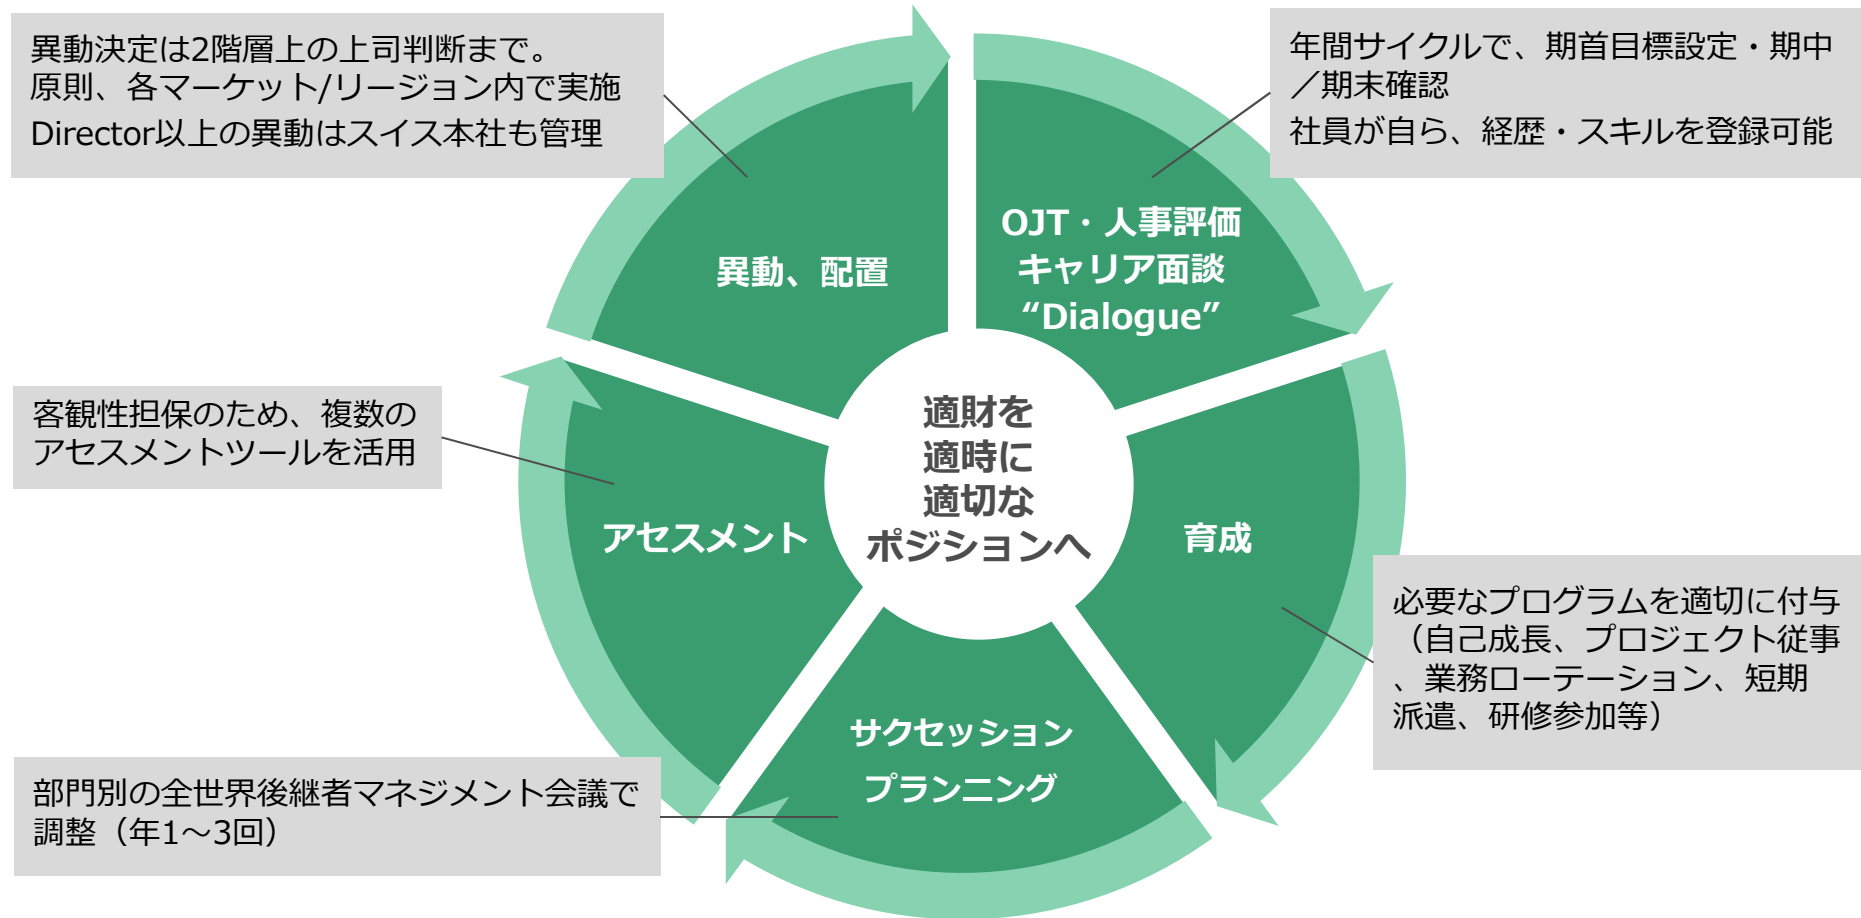 異動決定は2階層上の上司判断まで。
原則、各マーケット/リージョン内で実施
Director以上の異動はスイス本社も管理
年間サイクルで、期首目標設定・期中
／期末確認
社員が自ら、経歴・スキルを登録可能
OJT・人事評価
キャリア面談
“Dialogue”
異動、配置
適財を
適時に
適切な
ポジションへ
客観性担保のため、複数の
アセスメントツールを活用
アセスメント
育成
必要なプログラムを適切に付与
（自己成長、プロジェクト従事
、業務ローテーション、短期
派遣、研修参加等）
サクセッション
プランニング
部門別の全世界後継者マネジメント会議で
調整（年1～3回）